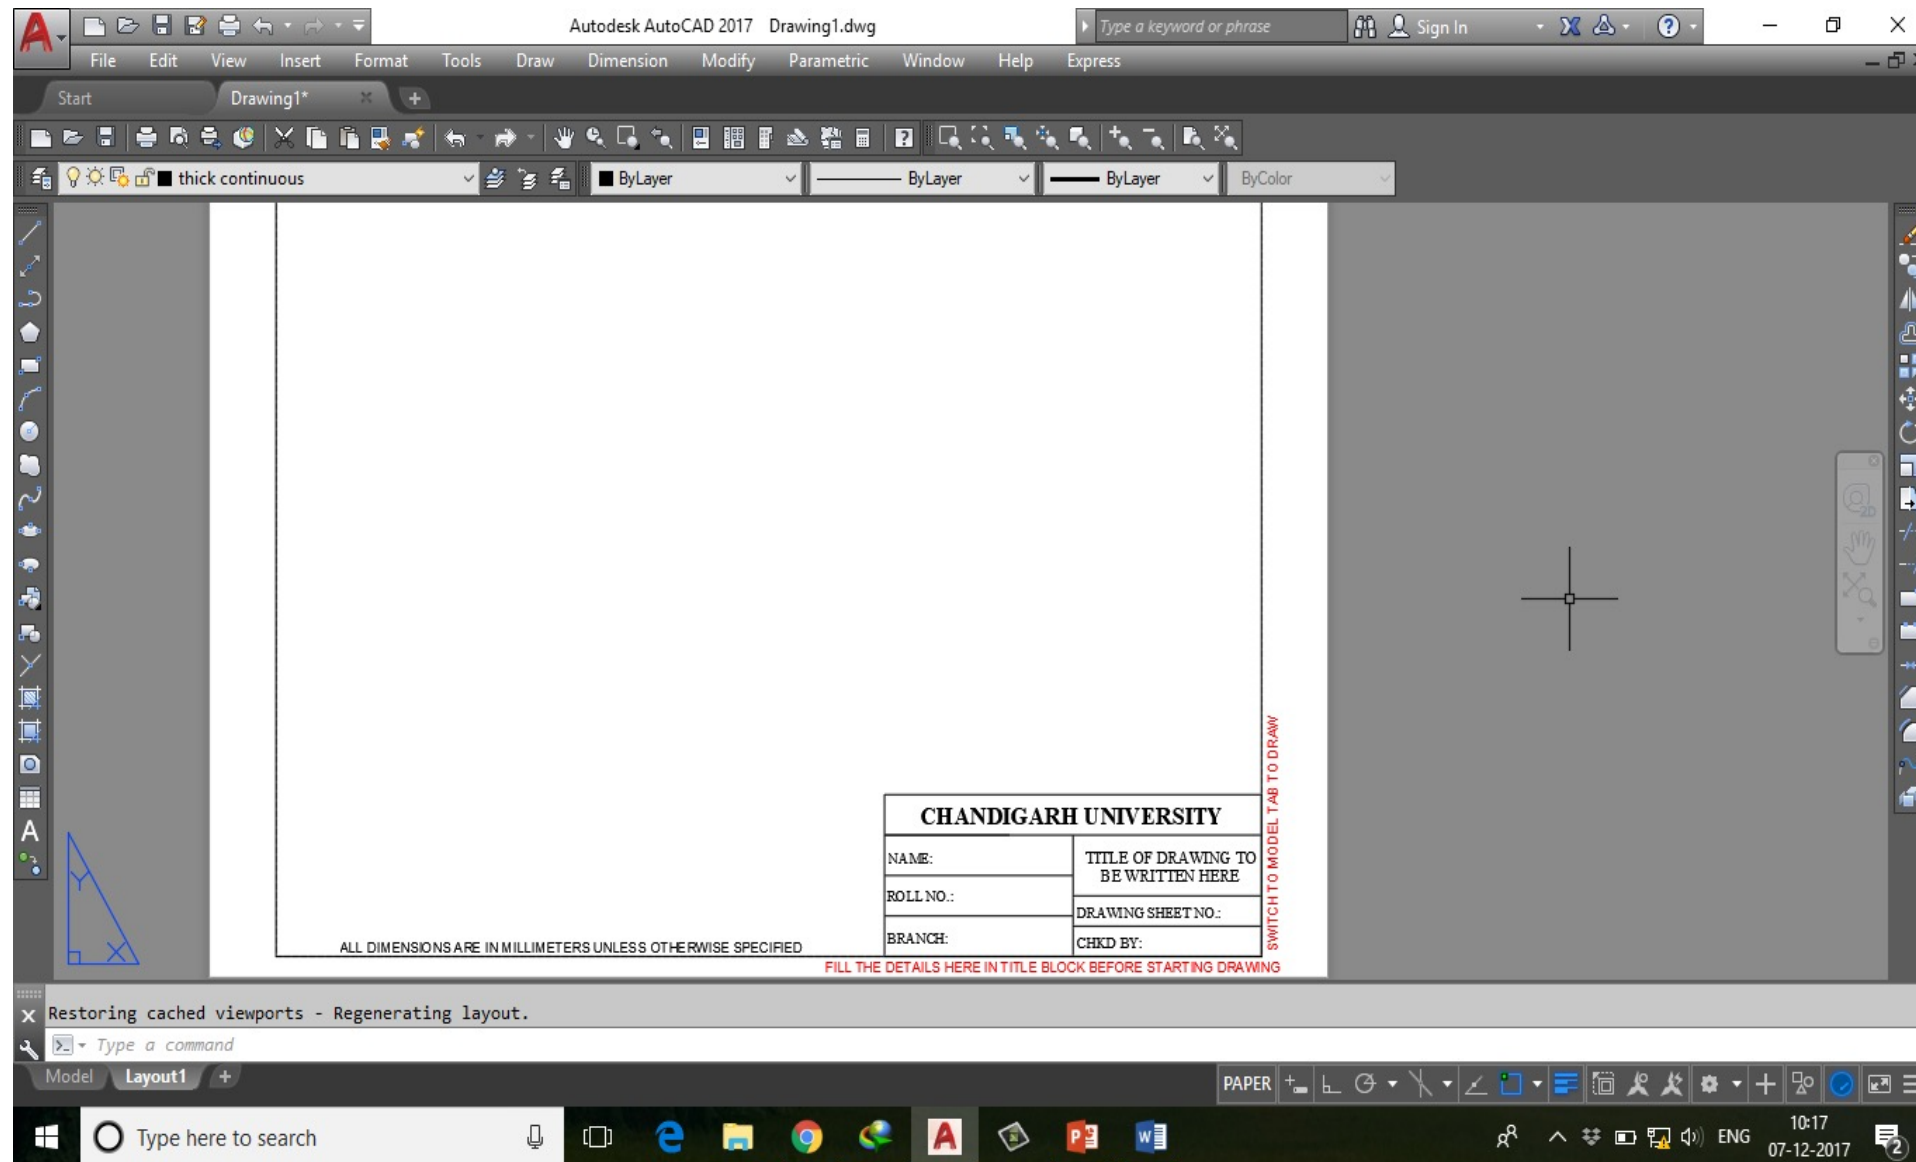 Autodesk AutoCAD 2017 Drawing1.dwg
Type a keyword or phrase
Sign In
File Edit View Insert Format Tools Draw Dimension Modify Parametric Window Help Express
Start Drawing1*
thick continuous ByLayer ByLayer ByLayer ByColor
2D
SWITCH TO MODEL TAB TO DRAW
CHANDIGARH UNIVERSITY
NAME:
TITLE OF DRAWING TO
BE WRITTEN HERE
ROLL NO.:
DRAWING SHEET NO.:
BRANCH:
CHKD BY:
ALL DIMENSIONS ARE IN MILLIMETERS UNLESS OTHERWISE SPECIFIED
FILL THE DETAILS HERE IN TITLE BLOCK BEFORE STARTING DRAWING
Y
X
Restoring cached viewports - Regenerating layout.
Type a command
Model Layout1 +
PAPER
Type here to search
ENG
10:17
07-12-2017
2